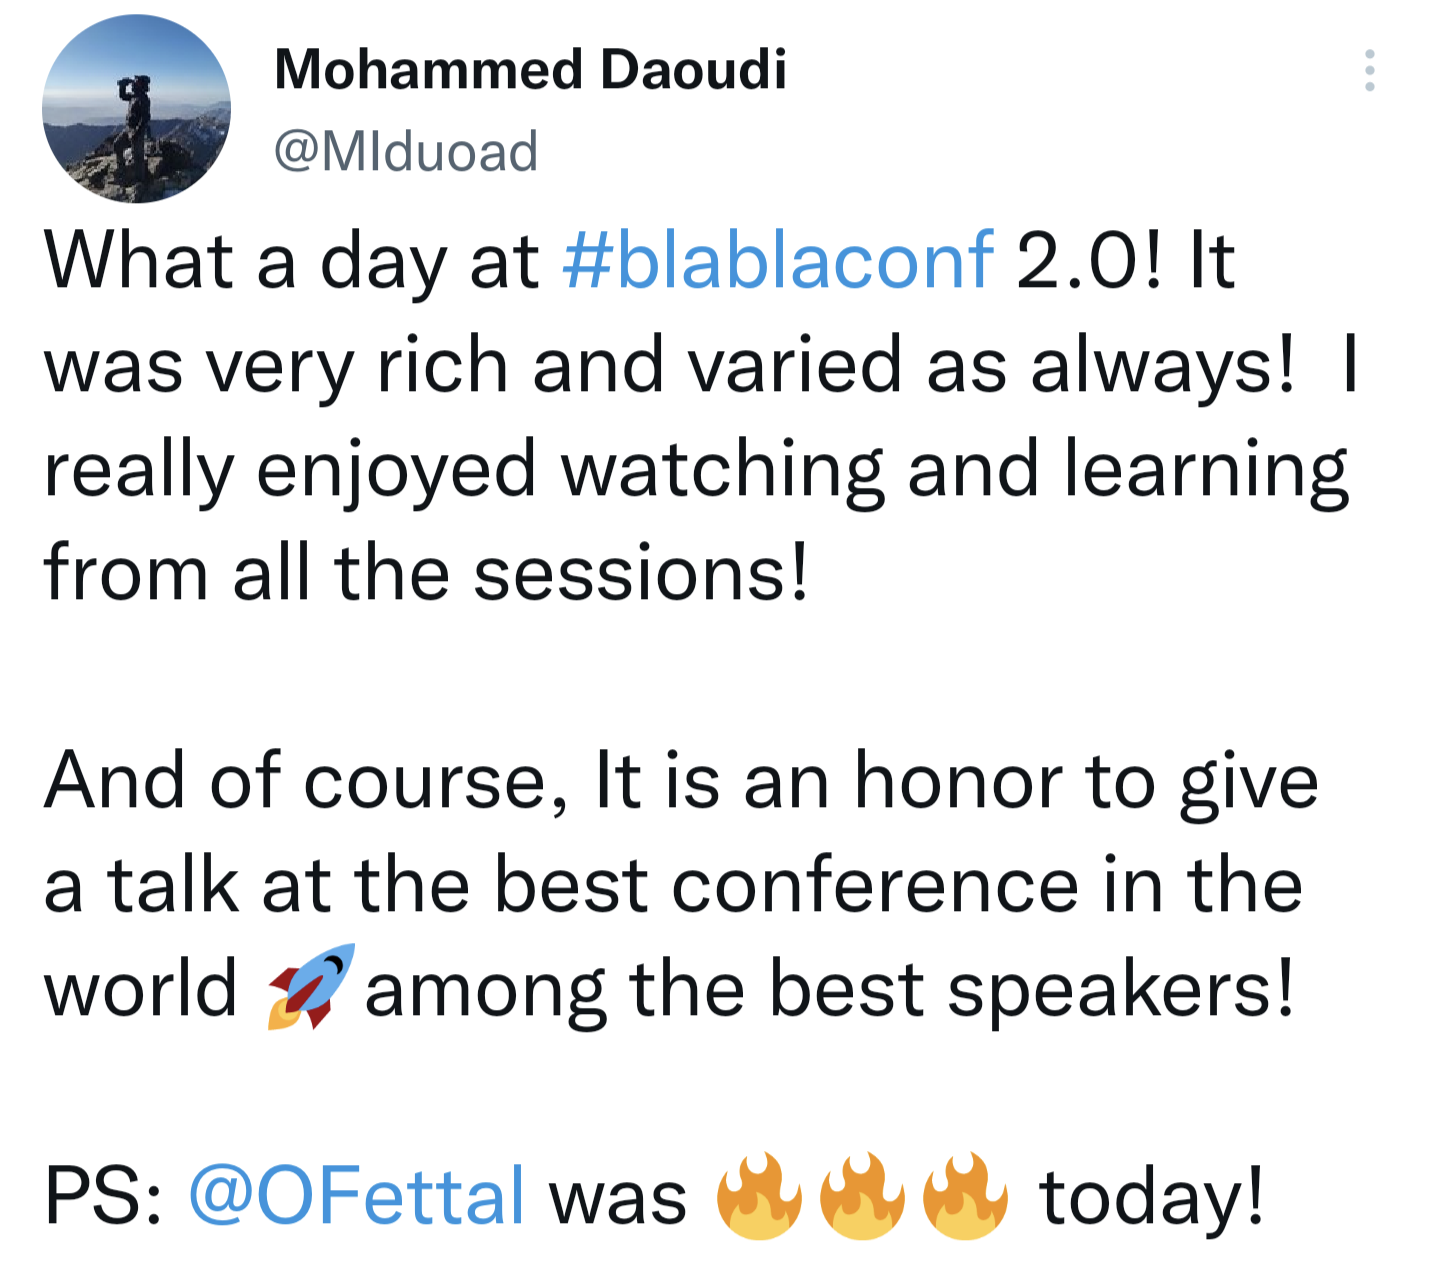 Mohammed Daoudi
@MIduoad
What a day at #blablaconf 2.0! It
was very rich and varied as always!  I
really enjoyed watching and learning
from all the sessions!
And of course, It is an honor to give
a talk at the best conference in the
world 🚀 among the best speakers!
PS: @OFettal was 🔥🔥🔥 today!